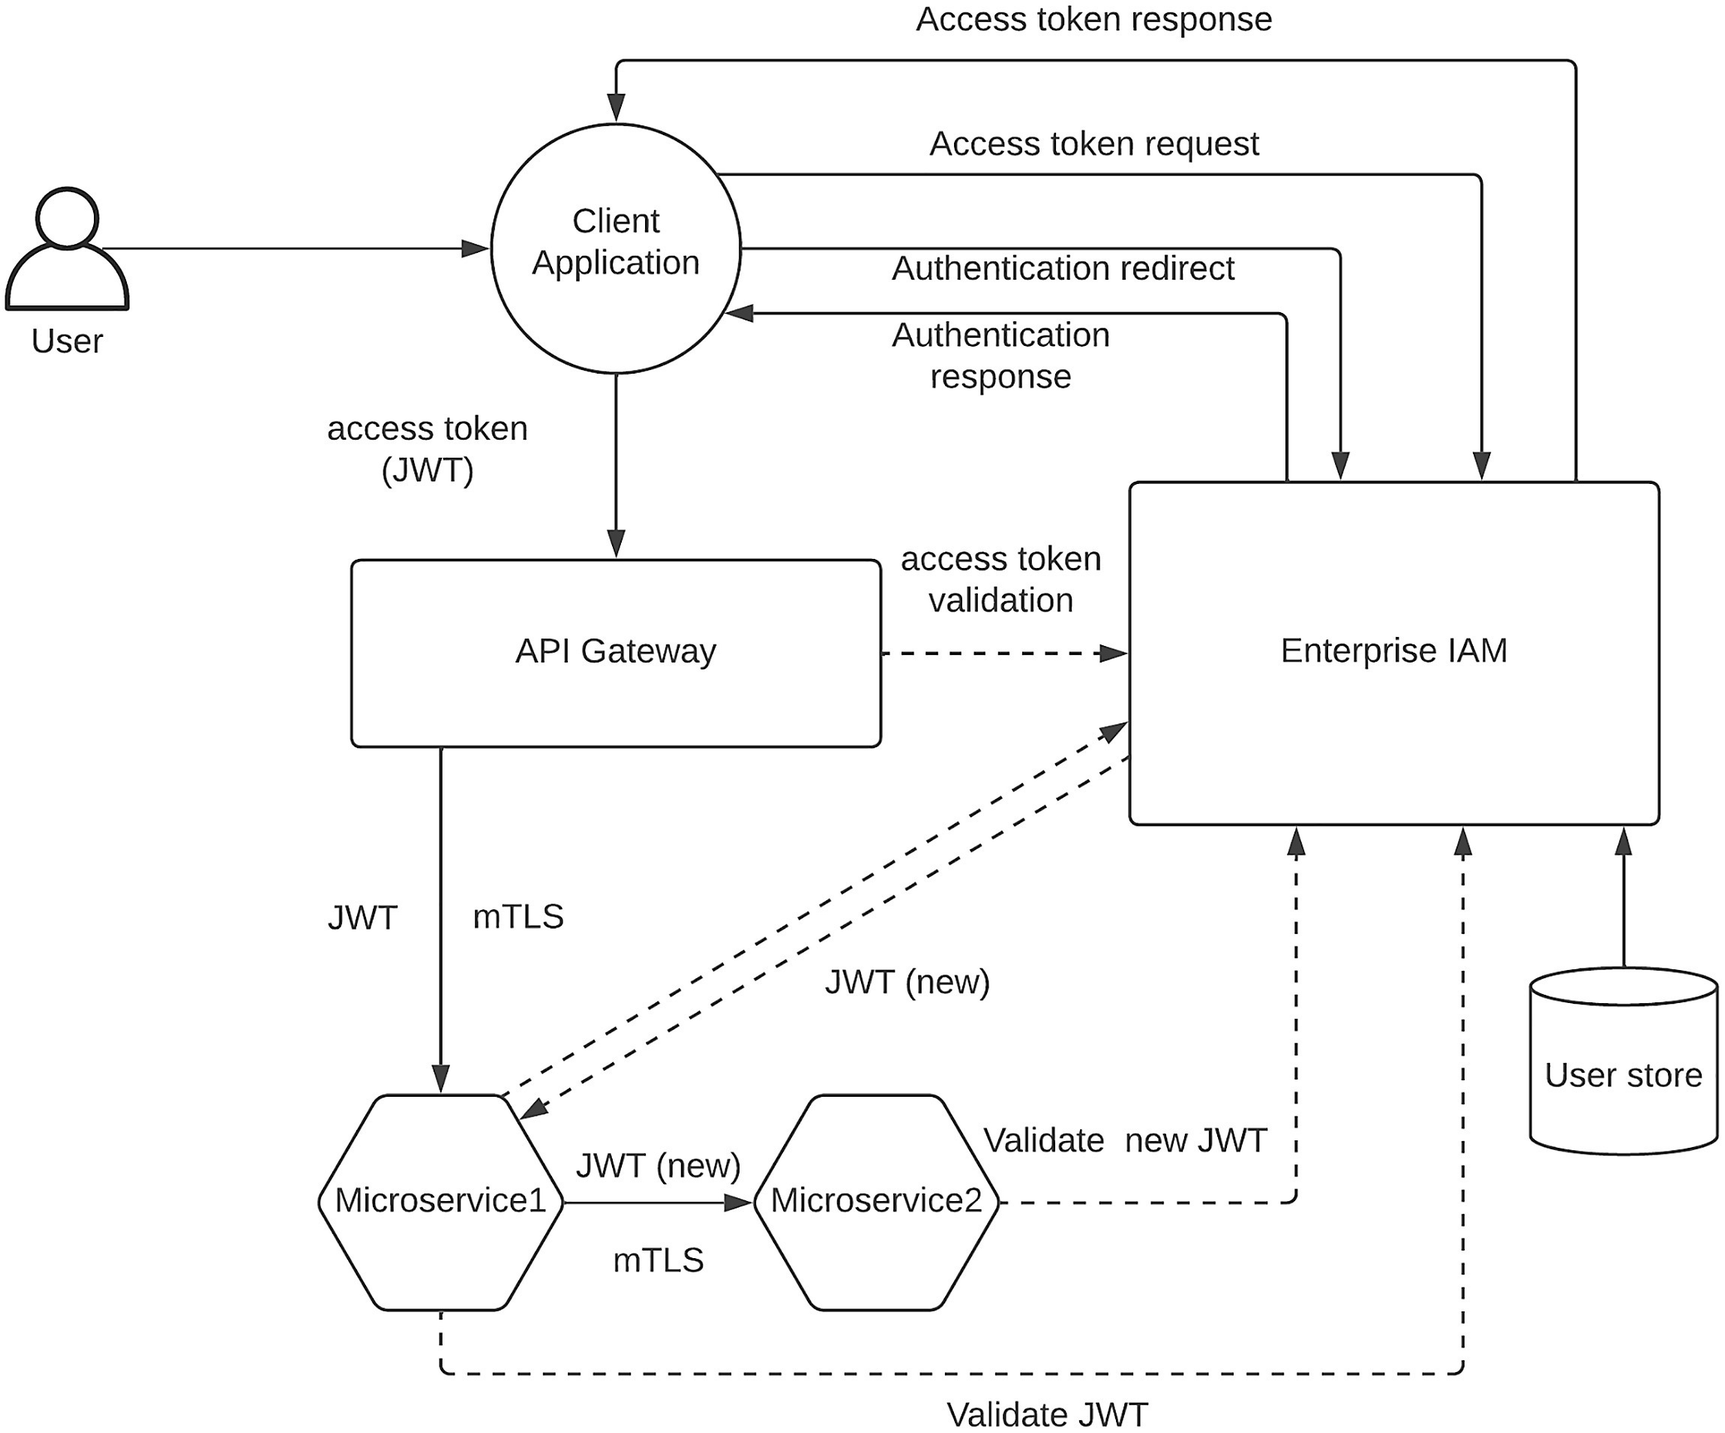 Access token response
Access token request
Client
Application
Authentication redirect
Authentication
response
User
access token
(JWT)
access token
validation
API Gateway
Enterprise IAM
JWT
mTLS
JWT (new)
User store
Validate  new JWT
JWT (new)
Microservice1
Microservice2
mTLS
Validate JWT